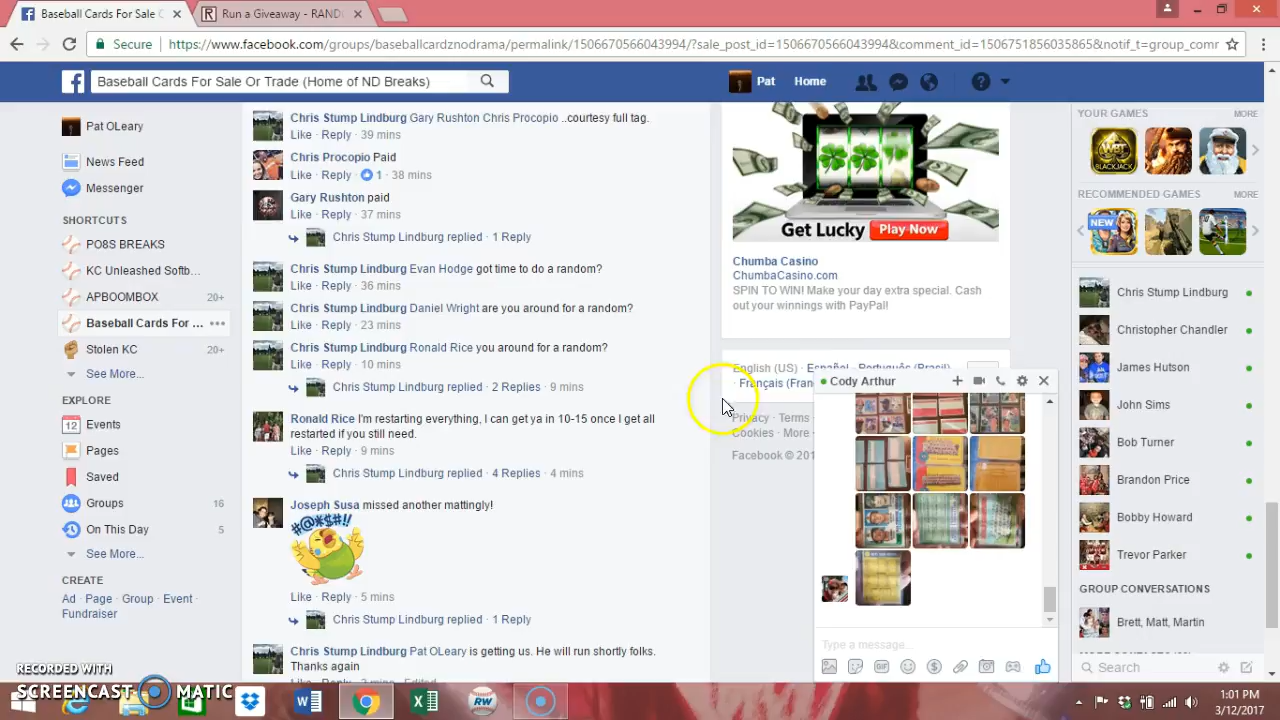 Baseball Cards For Sale O
Run a Giveaway - RAND
Secure
https://www.facebook.com/groups/baseballcardznodrama/permalink/1506670566043994/?sale_post_id=1506670566043994&comment_id=1506751856035865&notif_t=group_comr
Baseball Cards For Sale Or Trade (Home of ND Breaks)
Pat
Home
Pat OLeary
News Feed
Messenger
SHORTCUTS
PO8S BREAKS
KC Unleashed Softb...
APBOOMBOX 20+
Baseball Cards For ...
Stolen KC 20+
See More...
EXPLORE
Events
12
Pages
Saved
Groups 16
On This Day 5
See More...
CREATE
Ad · Page · Group · Event ·
Fundraiser
Chris Stump Lindburg Gary Rushton Chris Procopio ..courtesy full tag.
Like · Reply · 39 mins
Chris Procopio Paid
Like · Reply · 1 · 38 mins
Gary Rushton paid
Like · Reply · 37 mins
Chris Stump Lindburg replied · 1 Reply
Chris Stump Lindburg Evan Hodge got time to do a random?
Like · Reply · 36 mins
Chris Stump Lindburg Daniel Wright are you around for a random?
Like · Reply · 23 mins
Chris Stump Lindburg Ronald Rice you around for a random?
Like · Reply · 10 mins
Chris Stump Lindburg replied · 2 Replies · 9 mins
Ronald Rice I'm restarting everything, I can get ya in 10-15 once I get all
restarted if you still need.
Like · Reply · 9 mins
Chris Stump Lindburg replied · 4 Replies · 4 mins
Joseph Susa missed another mattingly!
#@*$#!!
Like · Reply · 5 mins
Chris Stump Lindburg replied · 1 Reply
Chris Stump Lindburg Pat OLeary is getting us. He will run shortly folks.
Thanks again
Get Lucky Play Now
Chumba Casino
ChumbaCasino.com
SPIN TO WIN! Make your day extra special. Cash
out your winnings with PayPal!
English (US) · Español · Português (Brasil)
· Français (Fran
Privacy · Terms
Cookies · More
Facebook © 201
Cody Arthur
Type a message...
GIF
YOUR GAMES MORE
BLACKJACK
RECOMMENDED GAMES MORE
NEW
Chris Stump Lindburg
Christopher Chandler
James Hutson
John Sims
Bob Turner
Brandon Price
Bobby Howard
Trevor Parker
GROUP CONVERSATIONS
Brett, Matt, Martin
Search
RECORDED WITH
SCREENCAST MATIC
RW
1:01 PM
3/12/2017